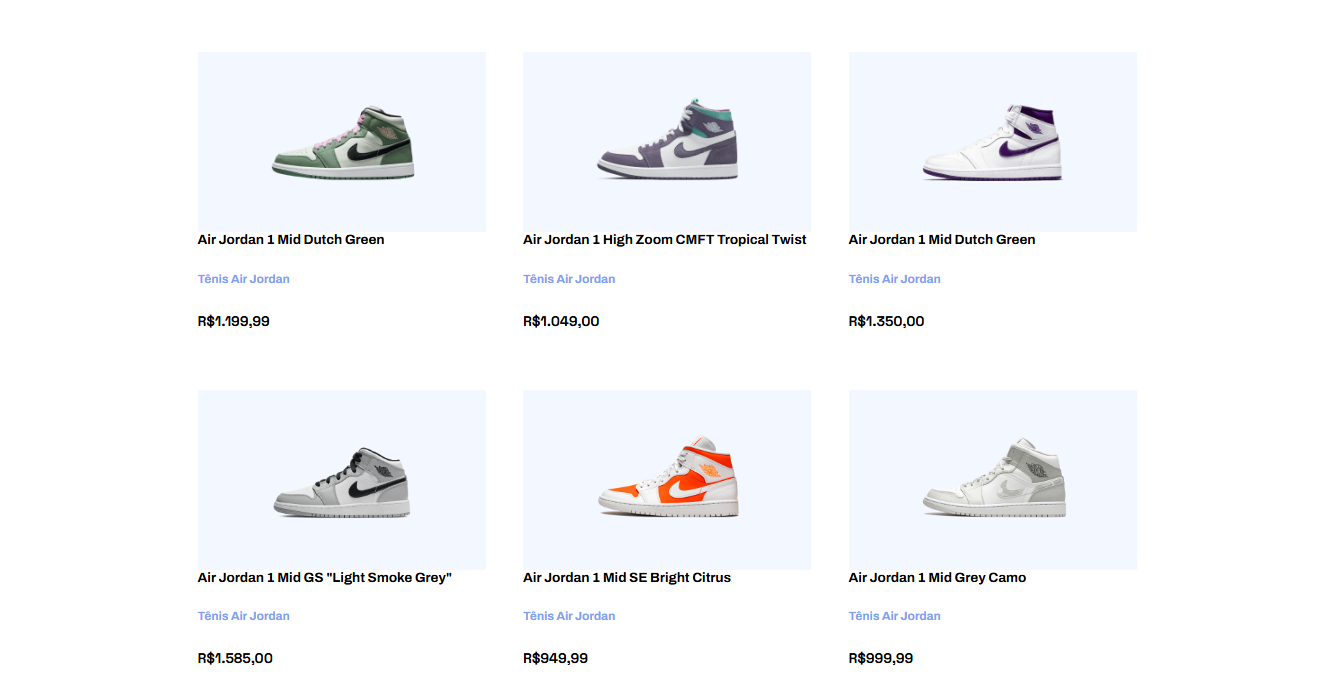 Air Jordan 1 Mid Dutch Green
Tênis Air Jordan
R$1.199,99
Air Jordan 1 High Zoom CMFT Tropical Twist
Tênis Air Jordan
R$1.049,00
Air Jordan 1 Mid Dutch Green
Tênis Air Jordan
R$1.350,00
Air Jordan 1 Mid GS "Light Smoke Grey"
Tênis Air Jordan
R$1.585,00
Air Jordan 1 Mid SE Bright Citrus
Tênis Air Jordan
R$949,99
Air Jordan 1 Mid Grey Camo
Tênis Air Jordan
R$999,99